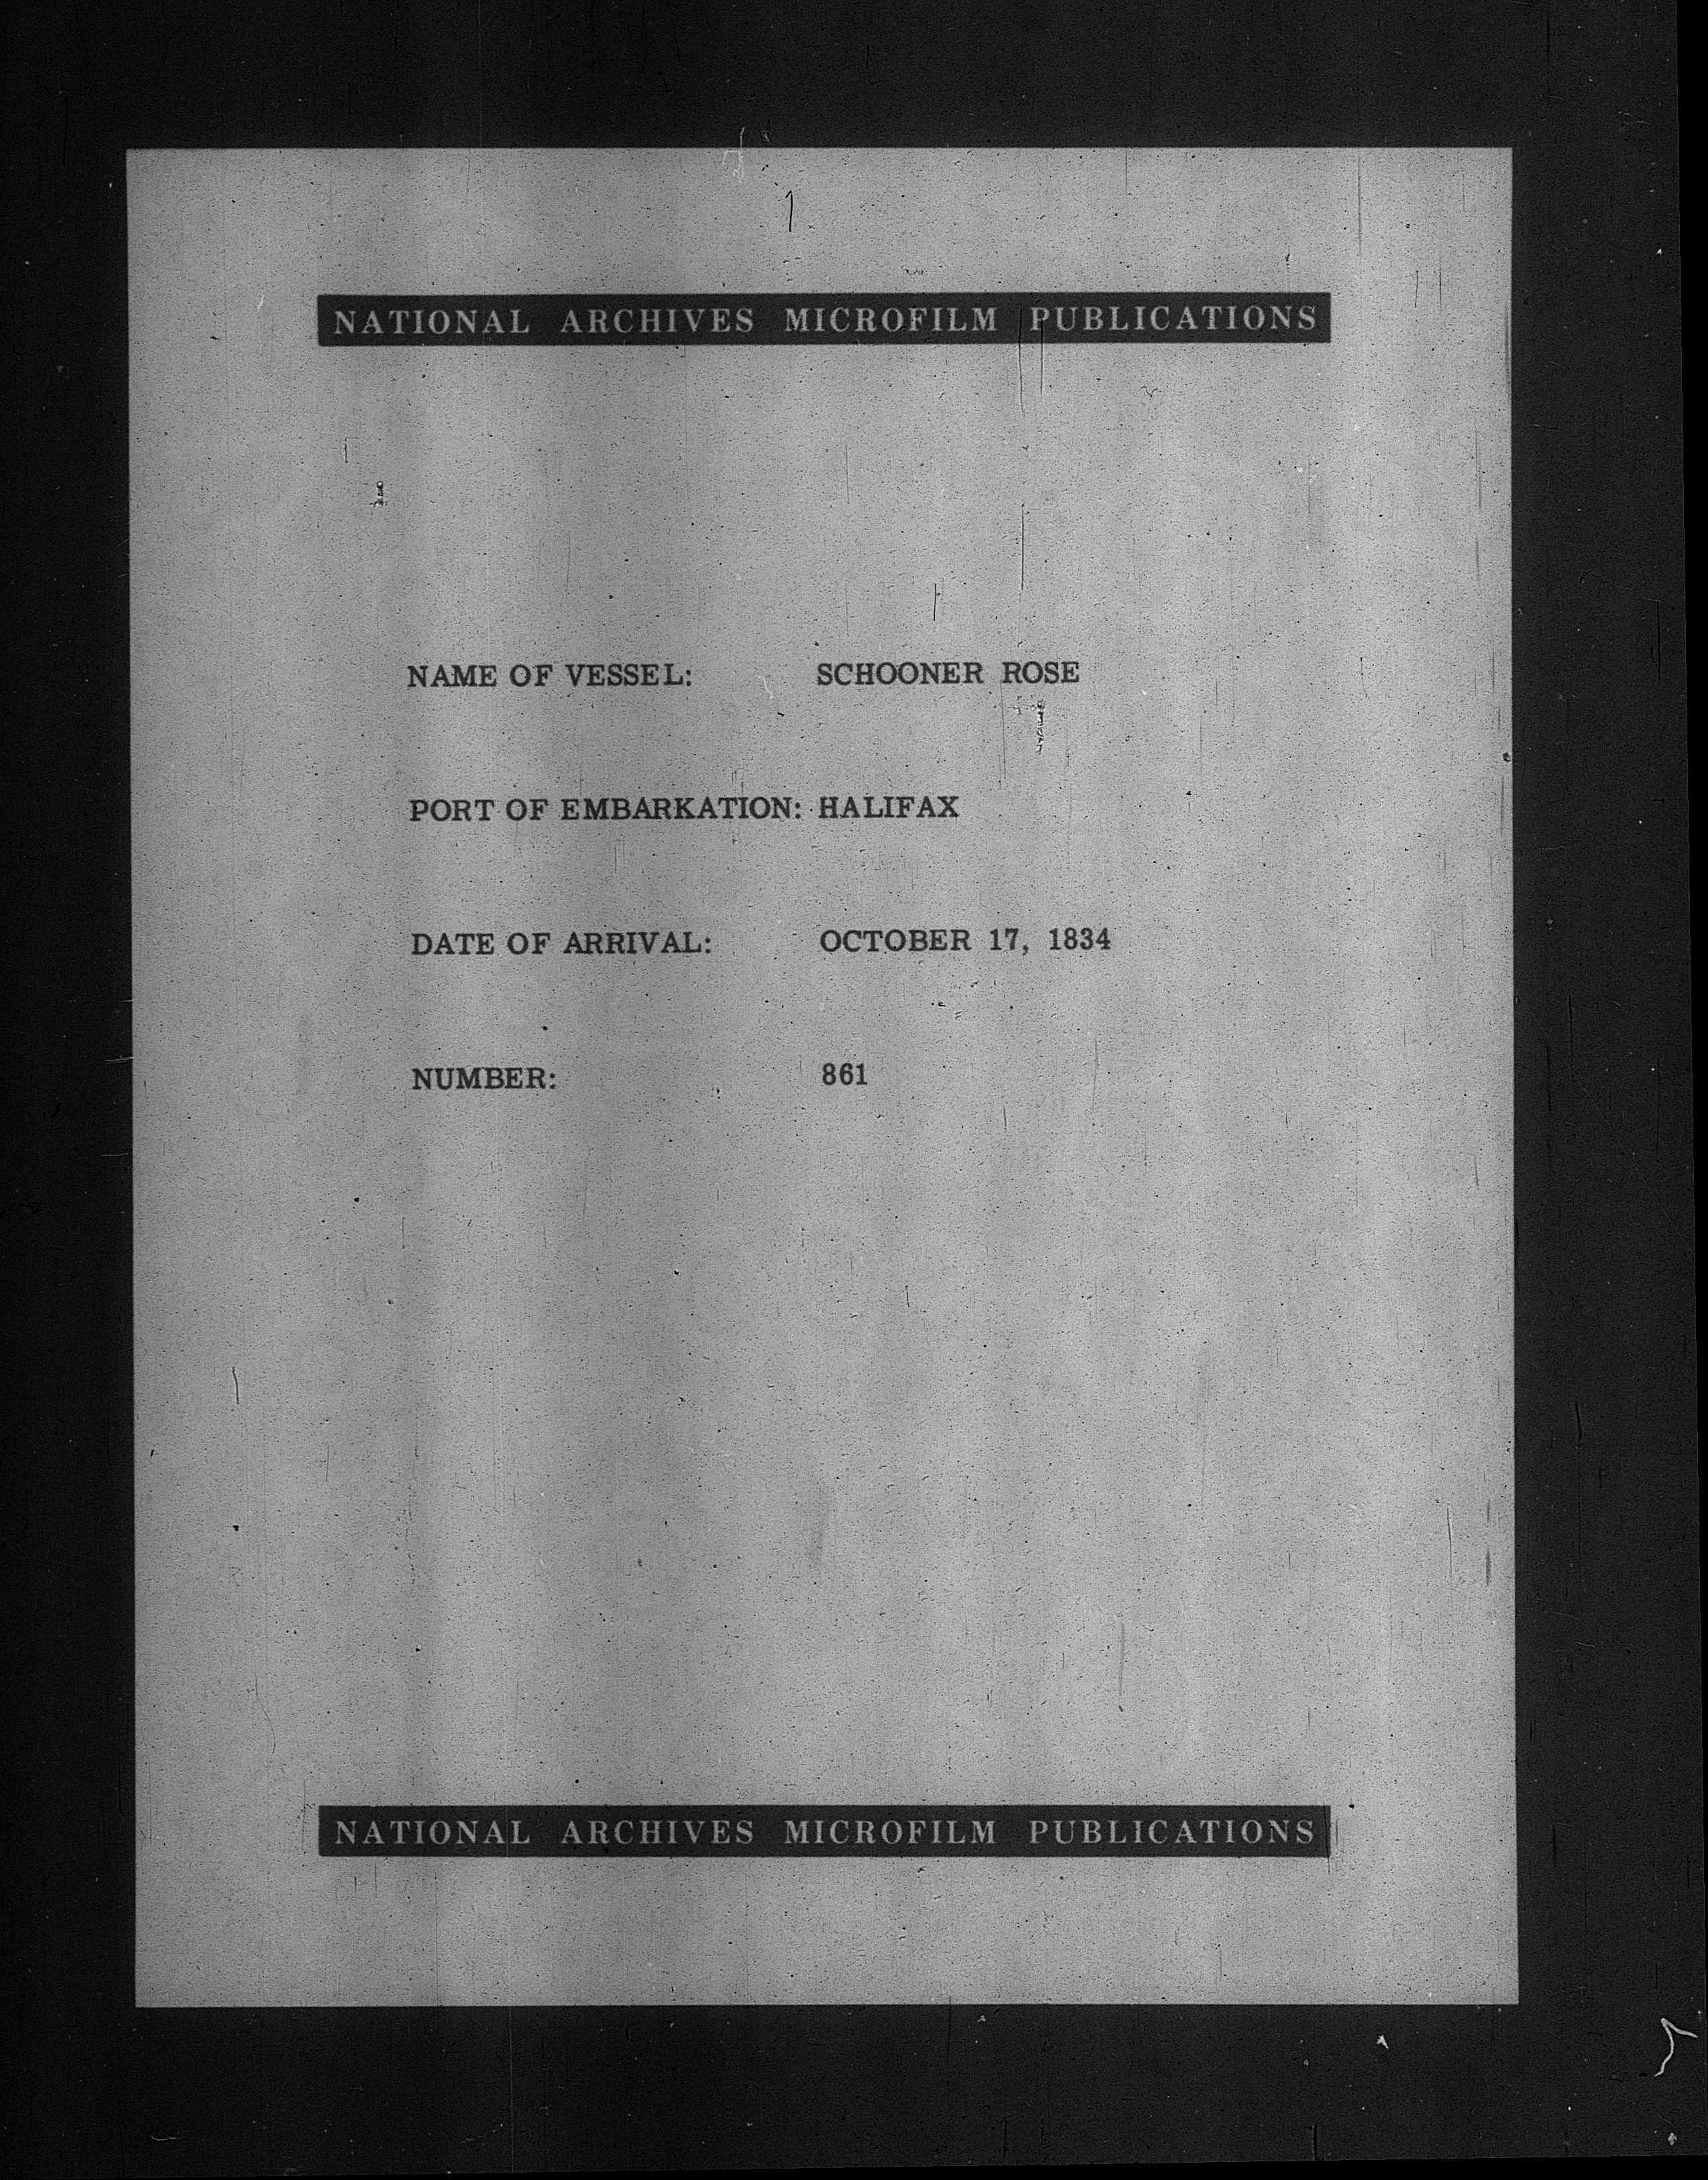 NATIONAL ARCHIVES MICROFILM PUBLICATIONS
NAME OF VESSEL: SCHOONER ROSE
PORT OF EMBARKATION: HALIFAX
DATE OF ARRIVAL: OCTOBER 17, 1834
NUMBER: 861
NATIONAL ARCHIVES MICROFILM PUBLICATIONS